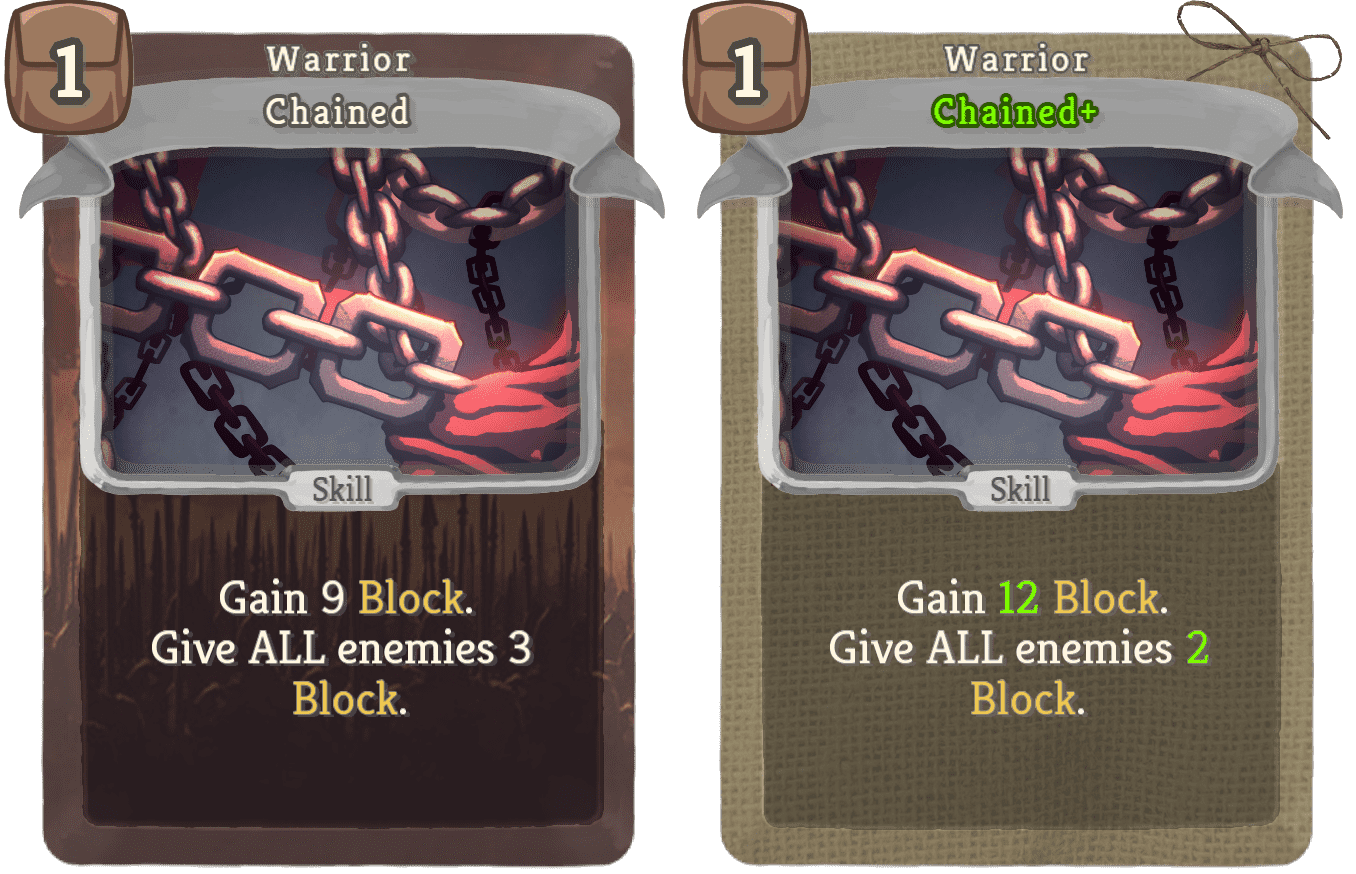 1
Warrior
Chained
Skill
Gain 9 Block.
Give ALL enemies 3
Block.
1
Warrior
Chained+
Skill
Gain 12 Block.
Give ALL enemies 2
Block.